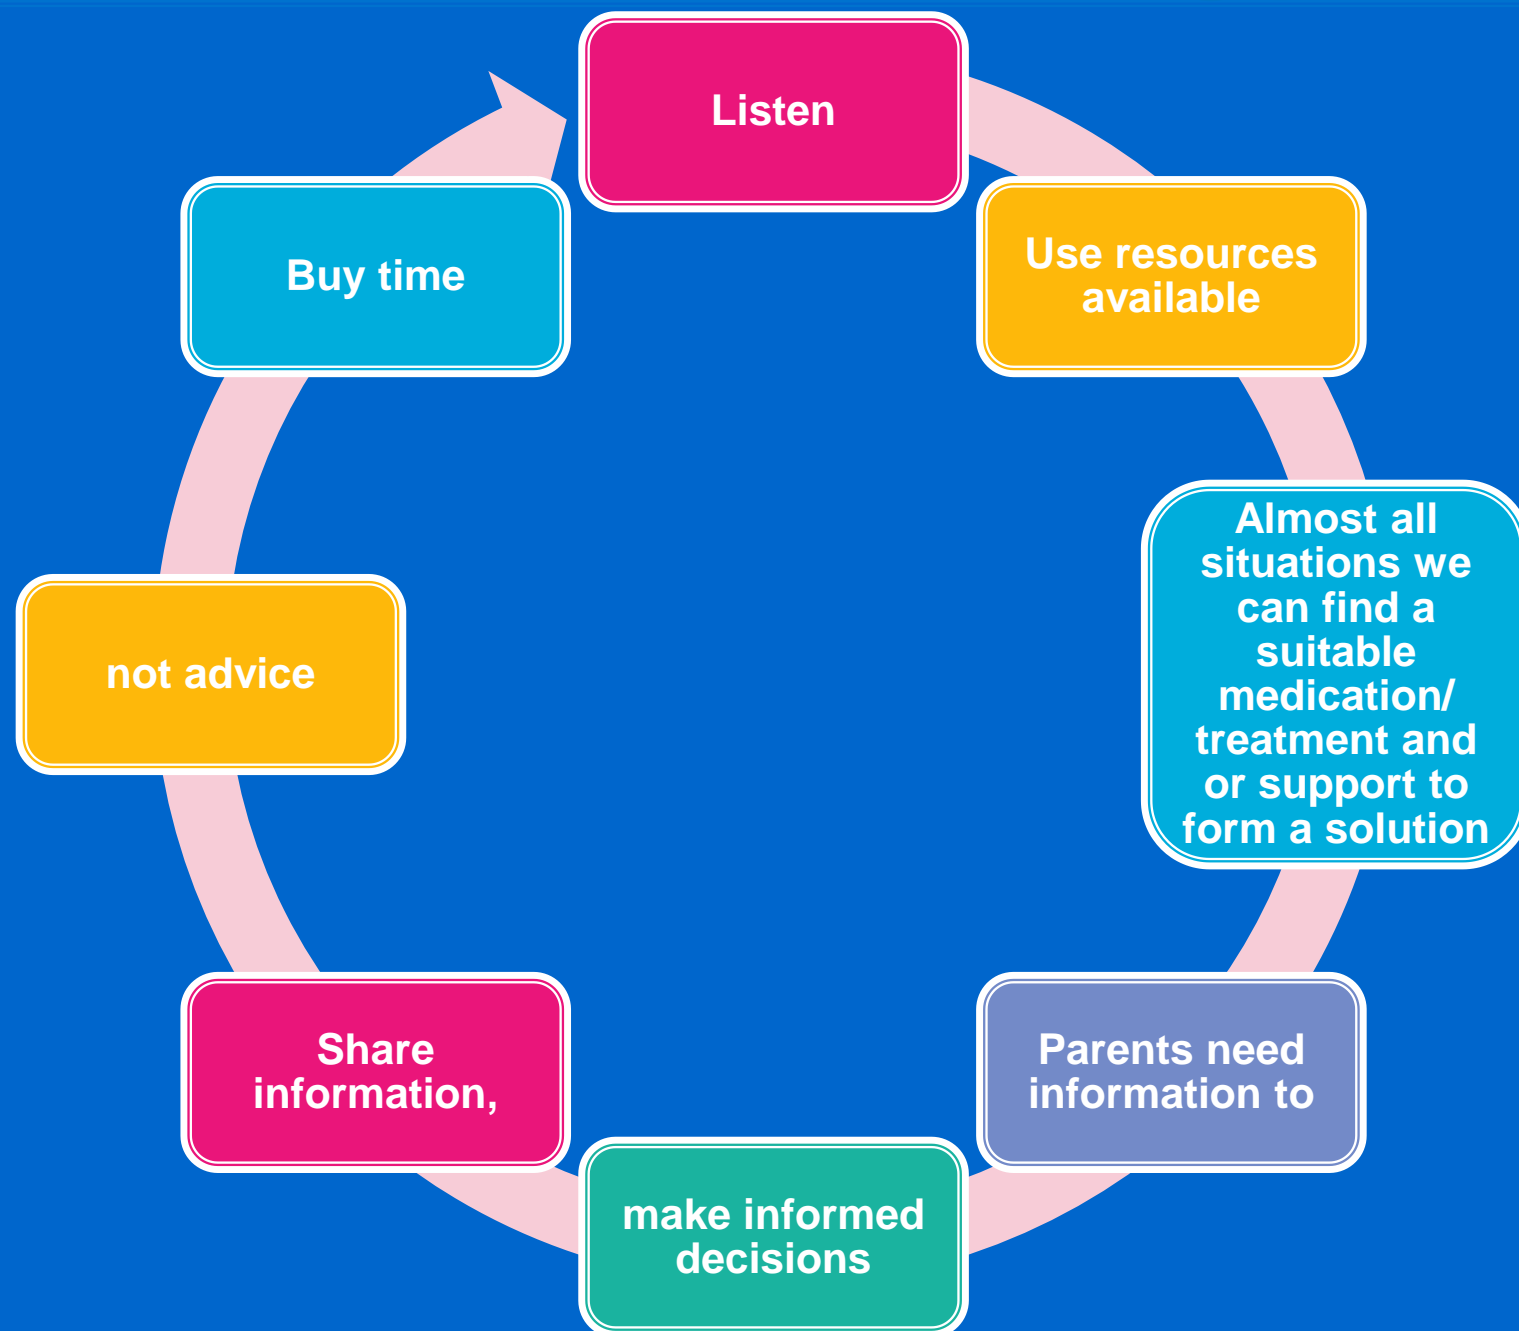 Listen
Use resources
available
Almost all
situations we
can find a
suitable
medication/
treatment and
or support to
form a solution
Parents need
information to
make informed
decisions
Share
information,
not advice
Buy time